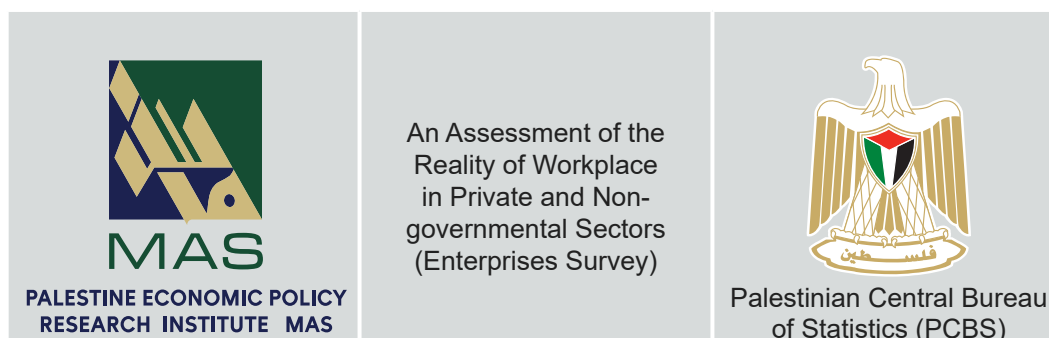 MAS
PALESTINE ECONOMIC POLICY
RESEARCH INSTITUTE MAS
An Assessment of the
Reality of Workplace
in Private and Non-
governmental Sectors
(Enterprises Survey)
فلسطين
Palestinian Central Bureau
of Statistics (PCBS)